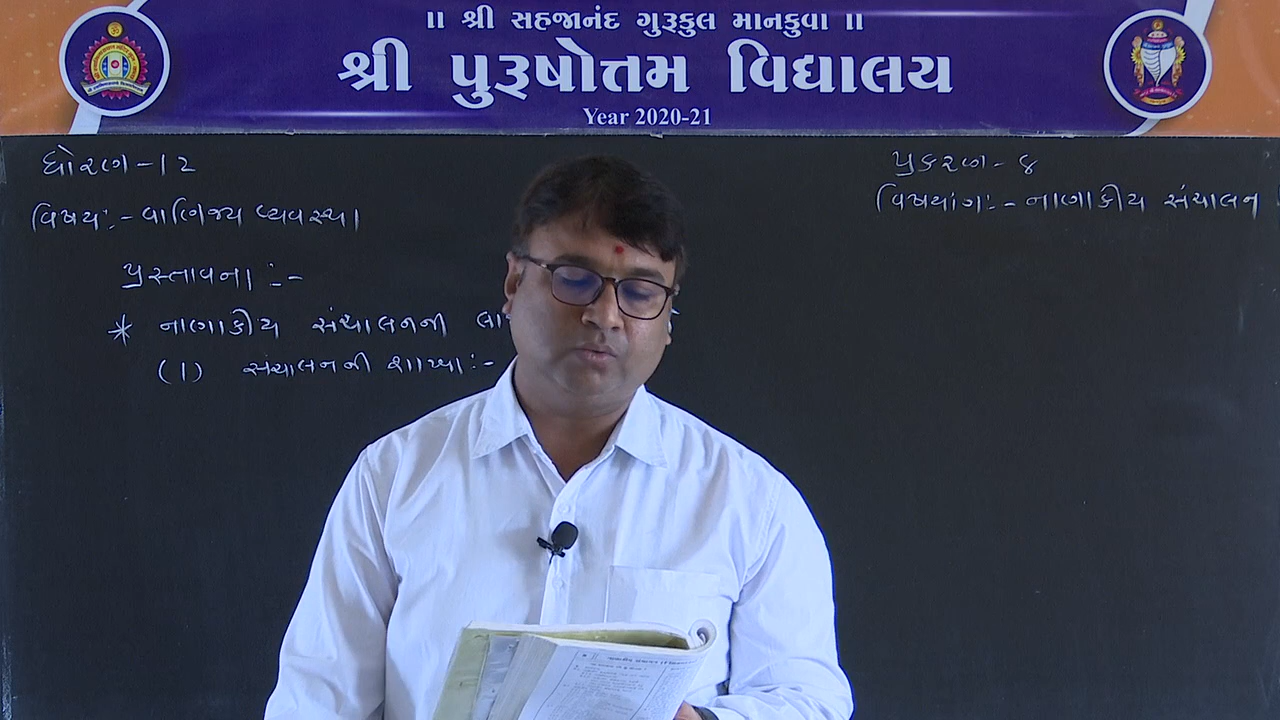 ॥ શ્રી સહજાનંદ ગુરૂકુલ માનકુવા ॥
શ્રી પુરૂષોત્તમ વિદ્યાલય
Year 2020-21
ધોરણ - 12
પ્રકરણ - ૪
વિષય:- વાણિજ્ય વ્યવસ્થા
વિષયાંગ:- નાણાકીય સંચાલન
પ્રસ્તાવના :-
* નાણાકીય સંચાલનની
(1) સંચાલનની શાખા:-